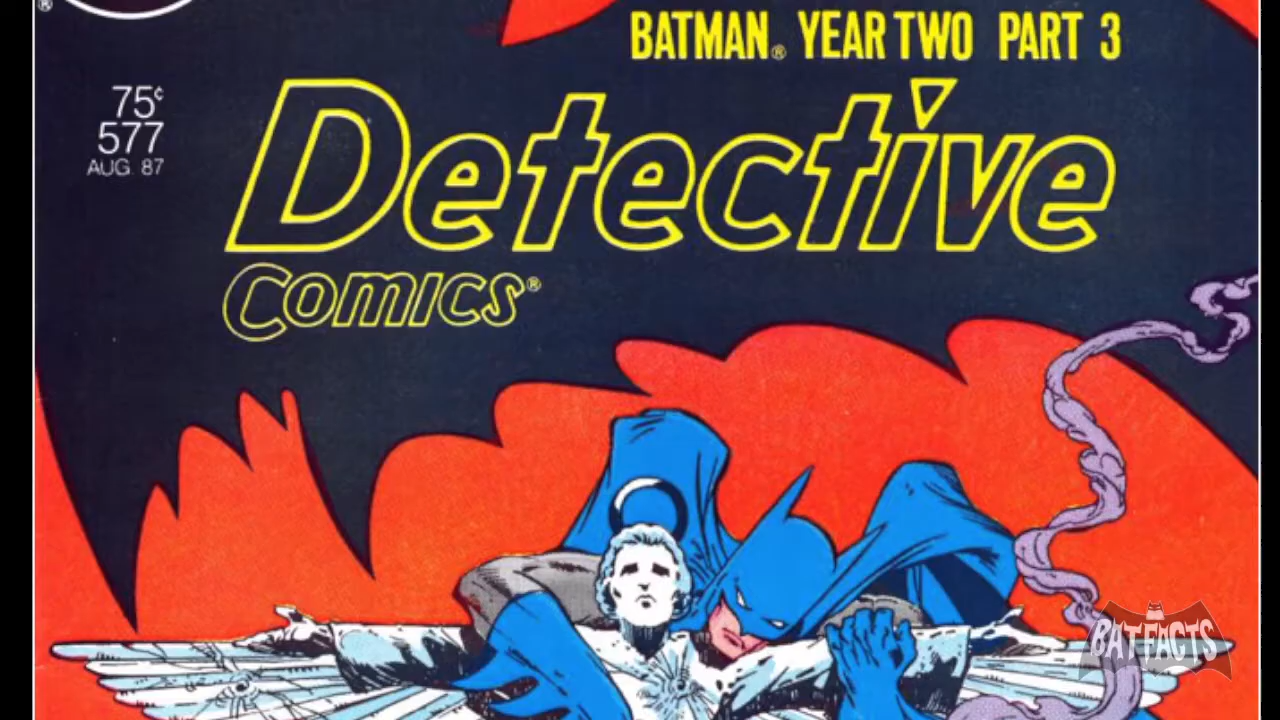 ®
BATMAN® YEAR TWO PART 3
75¢
577
AUG. 87
Detective
Comics®
BATFACTS